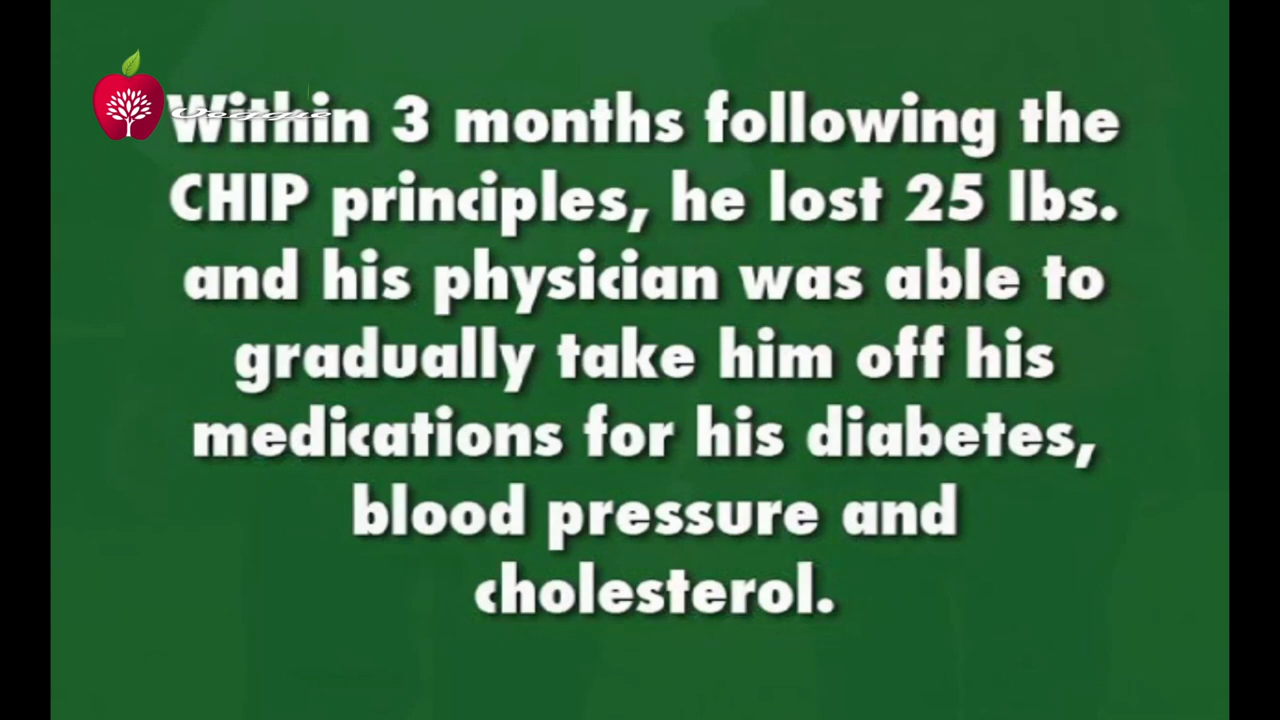 Within 3 months following the
CHIP principles, he lost 25 lbs.
and his physician was able to
gradually take him off his
medications for his diabetes,
blood pressure and
cholesterol.